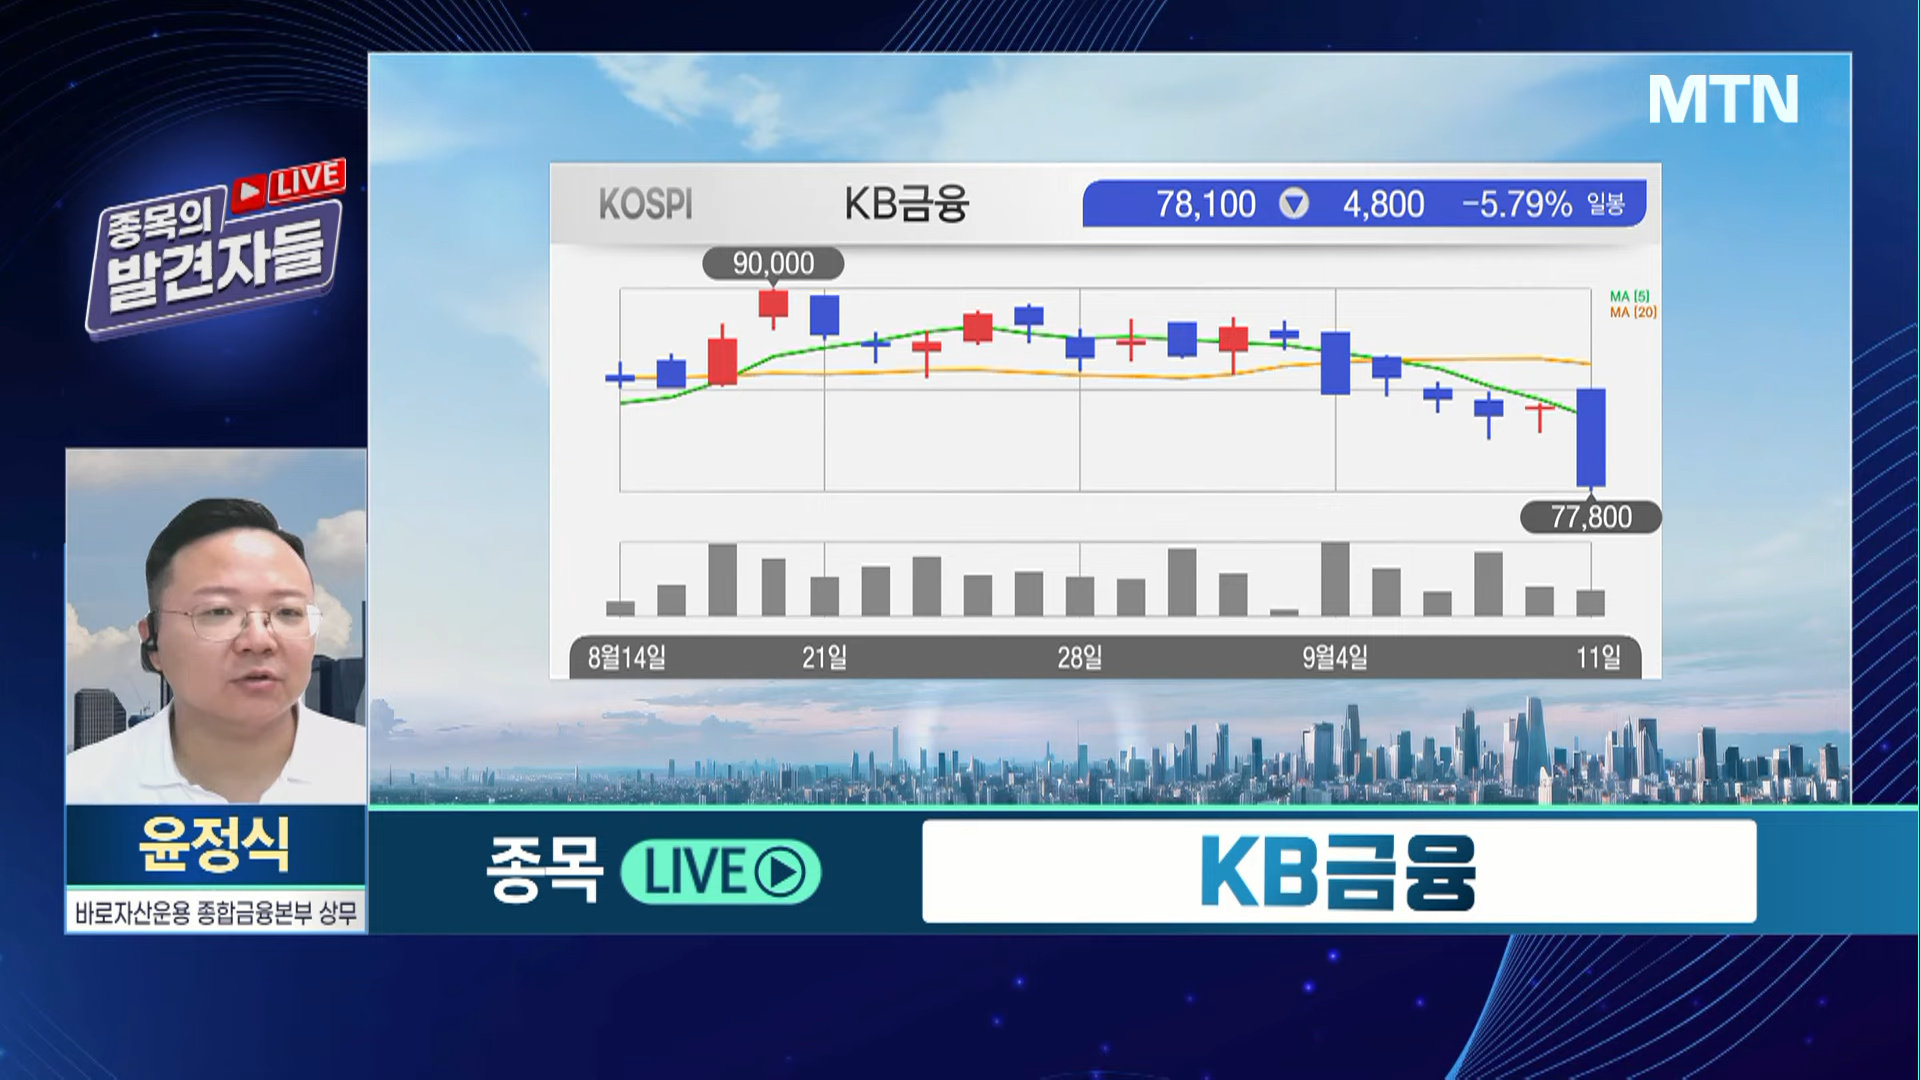 MTN
종목의
LIVE
발견자들
KOSPI KB금융 78,100 4,800 -5.79% 일봉
90,000
MA [5]
MA [20]
77,800
8월14일 21일 28일 9월4일 11일
윤정식
바로자산운용 종합금융본부 상무
종목 LIVE KB금융